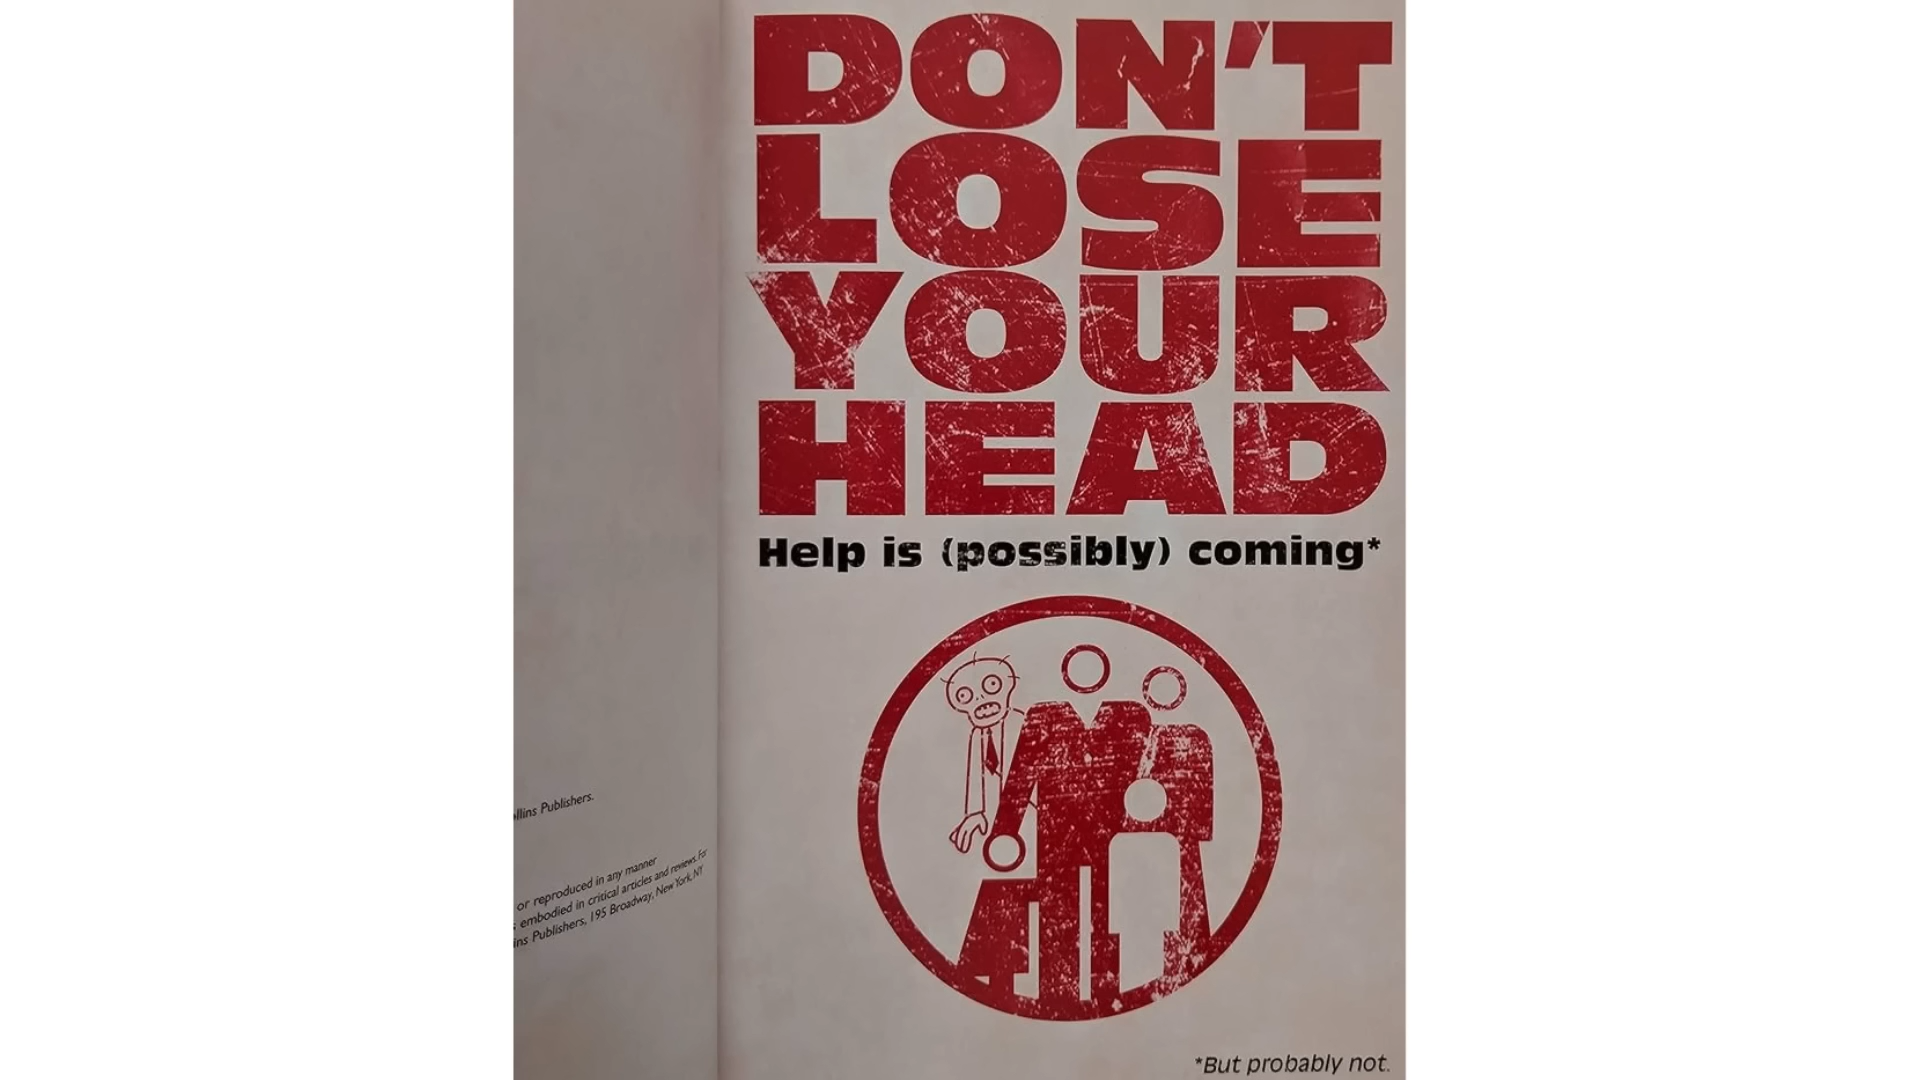 llins Publishers.
or reproduced in any manner
embodied in critical articles and reviews. For
ins Publishers, 195 Broadway, New York, NY
DON'T
LOSE
YOUR
HEAD
Help is (possibly) coming*
*But probably not.